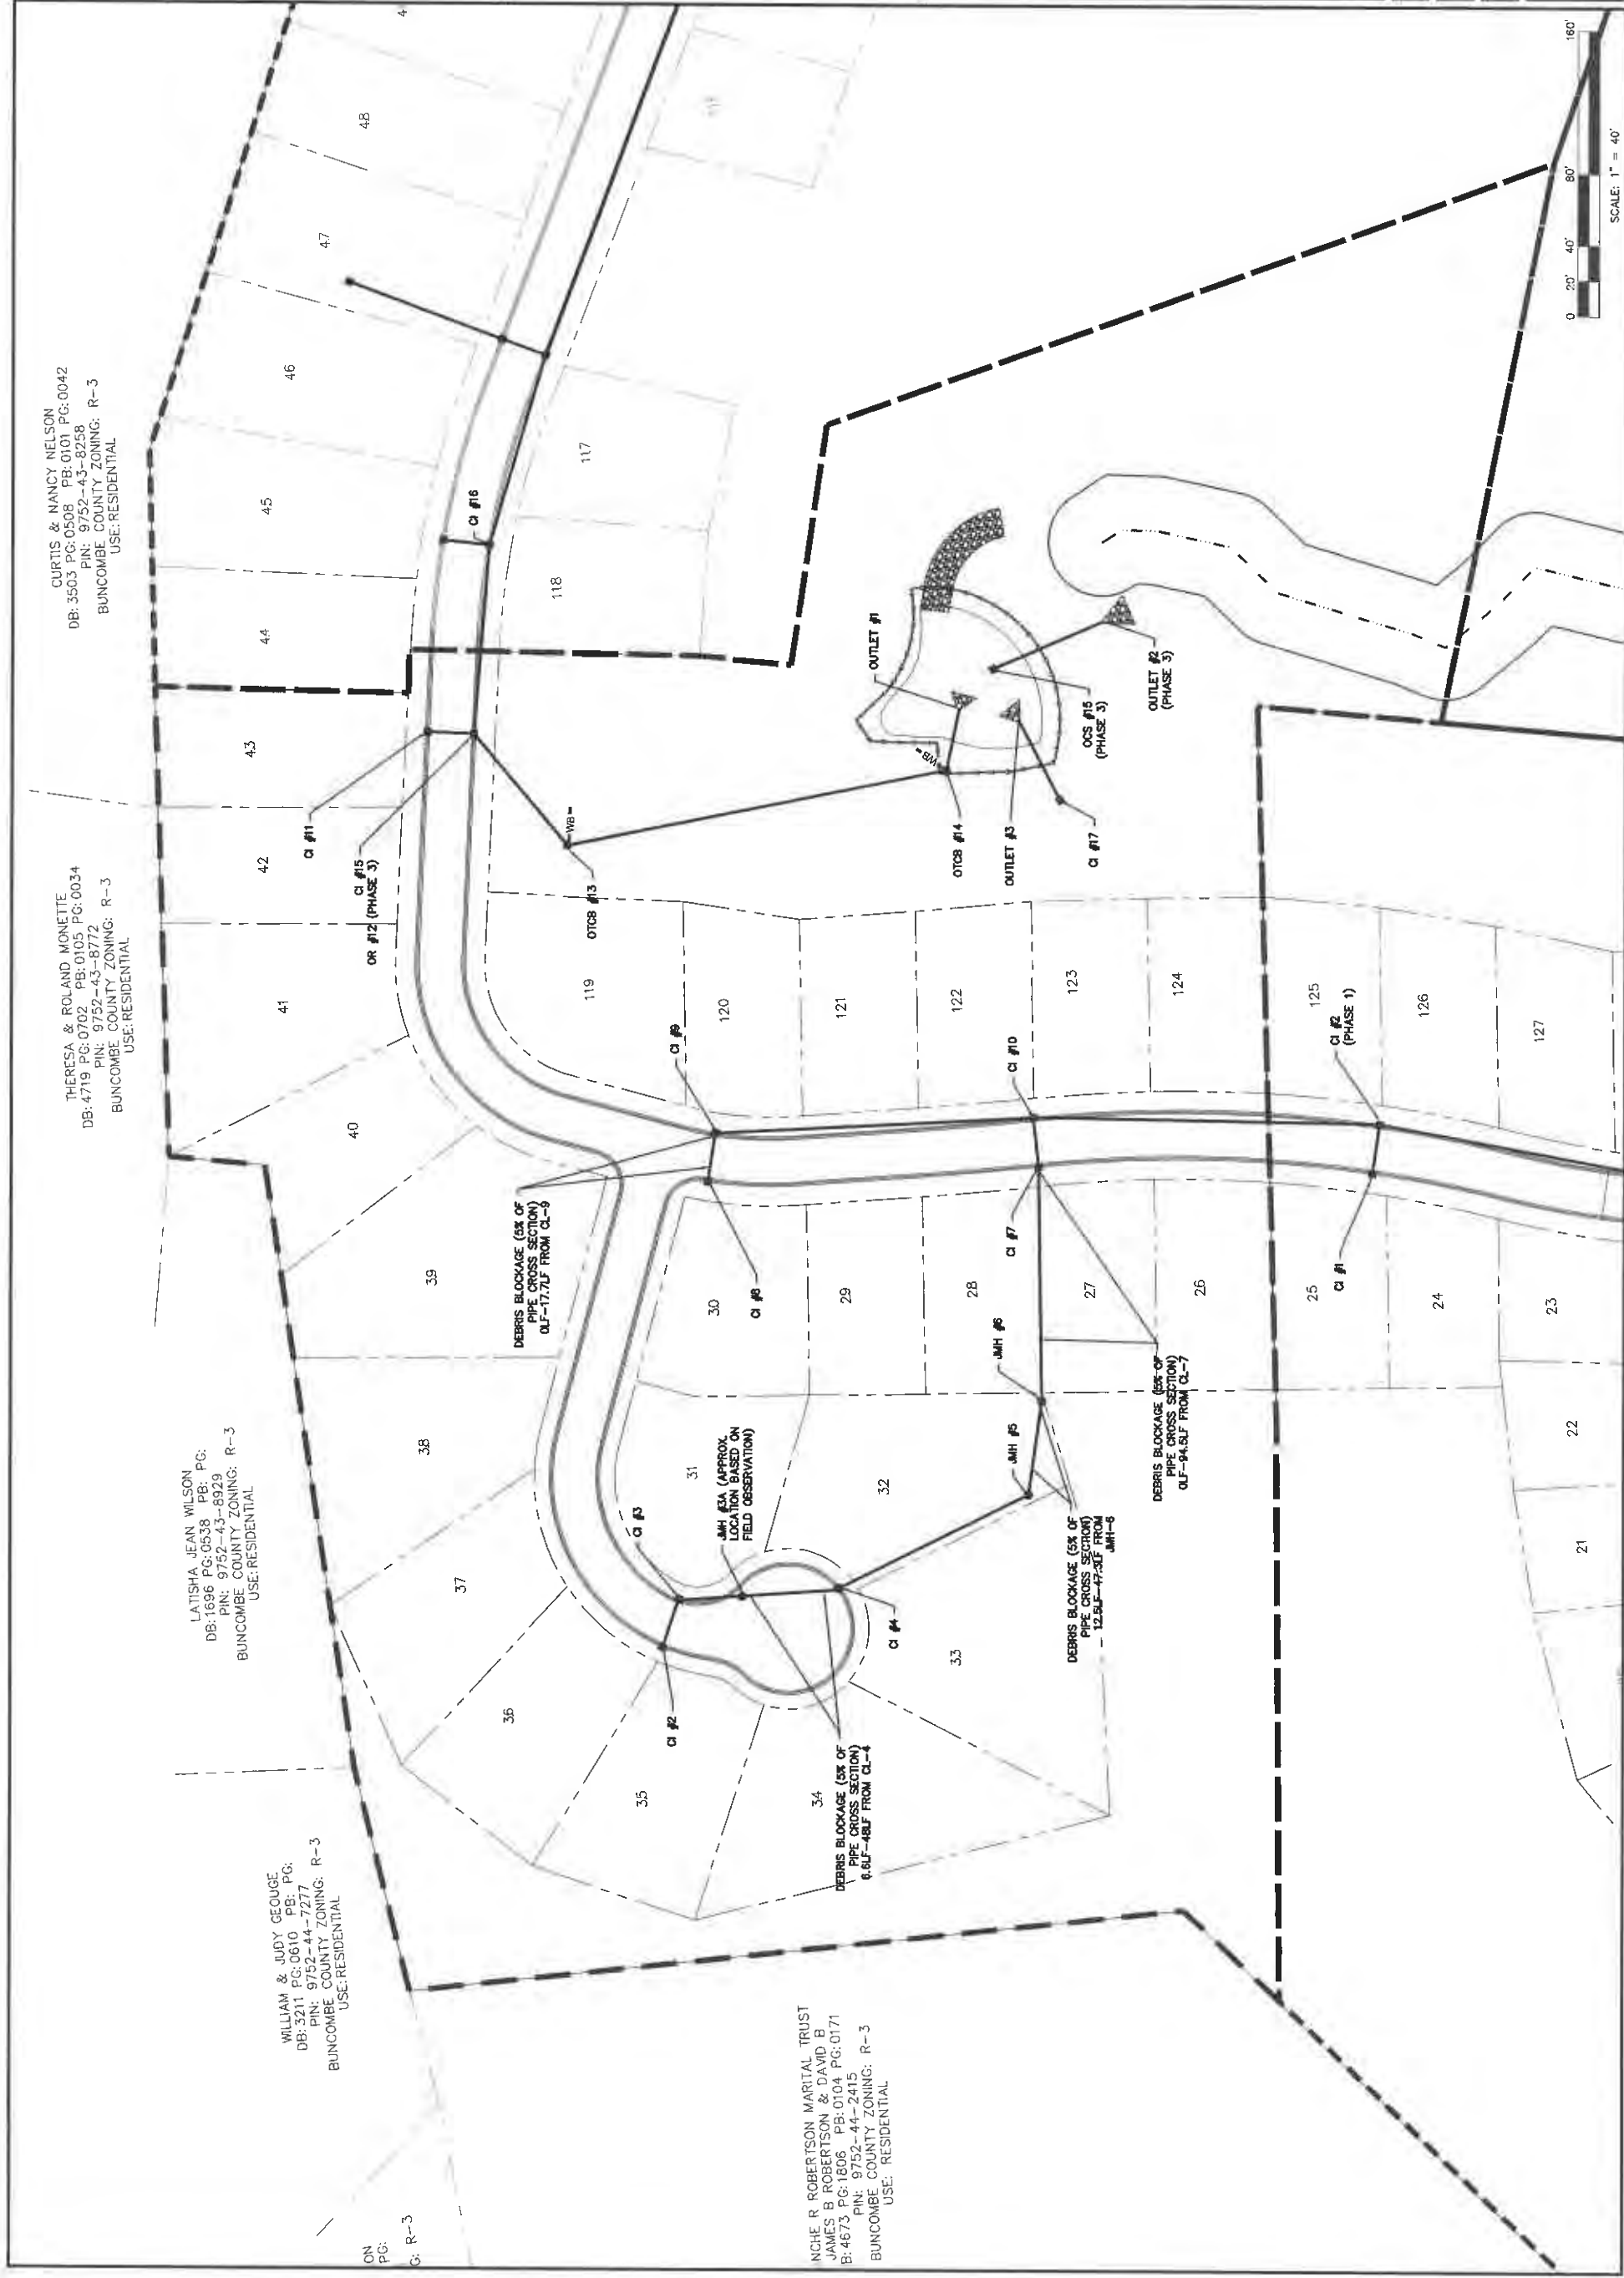 CURTIS & NANCY NELSON
DB: 3503 PG: 0508 PB: 0101 PG: 0042
PIN: 9752-43-8258
BUNCOMBE COUNTY ZONING: R-3
USE: RESIDENTIAL
THERESA & ROLAND MONETTE
DB: 4719 PG: 0702 PB: 0105 PG: 0034
PIN: 9752-43-8772
BUNCOMBE COUNTY ZONING: R-3
USE: RESIDENTIAL
LATISHA JEAN WILSON
DB: 1696 PG: 0538 PB: PG:
PIN: 9752-43-8929
BUNCOMBE COUNTY ZONING: R-3
USE: RESIDENTIAL
WILLIAM & JUDY GEOUGE
DB: 3211 PG: 0610 PB: PG:
PIN: 9752-44-7277
BUNCOMBE COUNTY ZONING: R-3
USE: RESIDENTIAL
ON
PG:
G: R-3
NCHE R ROBERTSON MARITAL TRUST
JAMES B ROBERTSON & DAVID B
B: 4673 PG: 1806 PB: 0104 PG: 0171
PIN: 9752-44-2415
BUNCOMBE COUNTY ZONING: R-3
USE: RESIDENTIAL
36
37
38
39
40
41
42
43
44
45
46
47
48
4
35
34
33
32
31
30
29
28
27
26
25
24
23
22
21
119
120
121
122
123
124
125
126
127
118
117
CI #11
CI #15
OR #12 (PHASE 3)
CI #16
OTCB #13
WB
WB
OTCB #14
OUTLET #1
OUTLET #3
CI #17
OCS #15
(PHASE 3)
OUTLET #2
(PHASE 3)
CI #9
CI #10
CI #2
(PHASE 1)
CI #1
CI #7
CI #8
JMH #6
JMH #5
CI #3
CI #2
CI #4
JMH #3A (APPROX.
LOCATION BASED ON
FIELD OBSERVATION)
DEBRIS BLOCKAGE (5% OF
PIPE CROSS SECTION)
0LF-17.7LF FROM CL-9
DEBRIS BLOCKAGE (5% OF
PIPE CROSS SECTION)
0LF-94.5LF FROM CL-7
DEBRIS BLOCKAGE (5% OF
PIPE CROSS SECTION)
12.5LF-47.3LF FROM
JMH-6
DEBRIS BLOCKAGE (5% OF
PIPE CROSS SECTION)
6.6LF-48LF FROM CL-4
0 20' 40' 80' 160'
SCALE: 1" = 40'